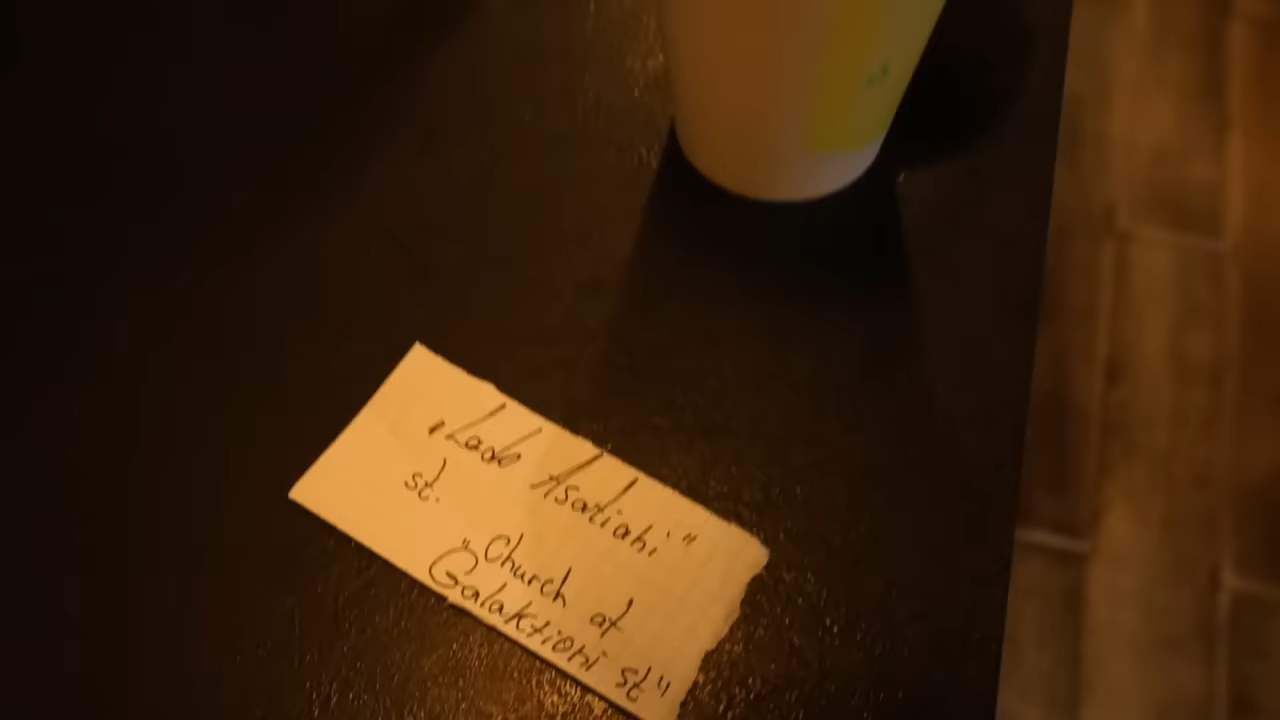 „Lado Asatiani"
st.
„Church at
Galaktioni st"